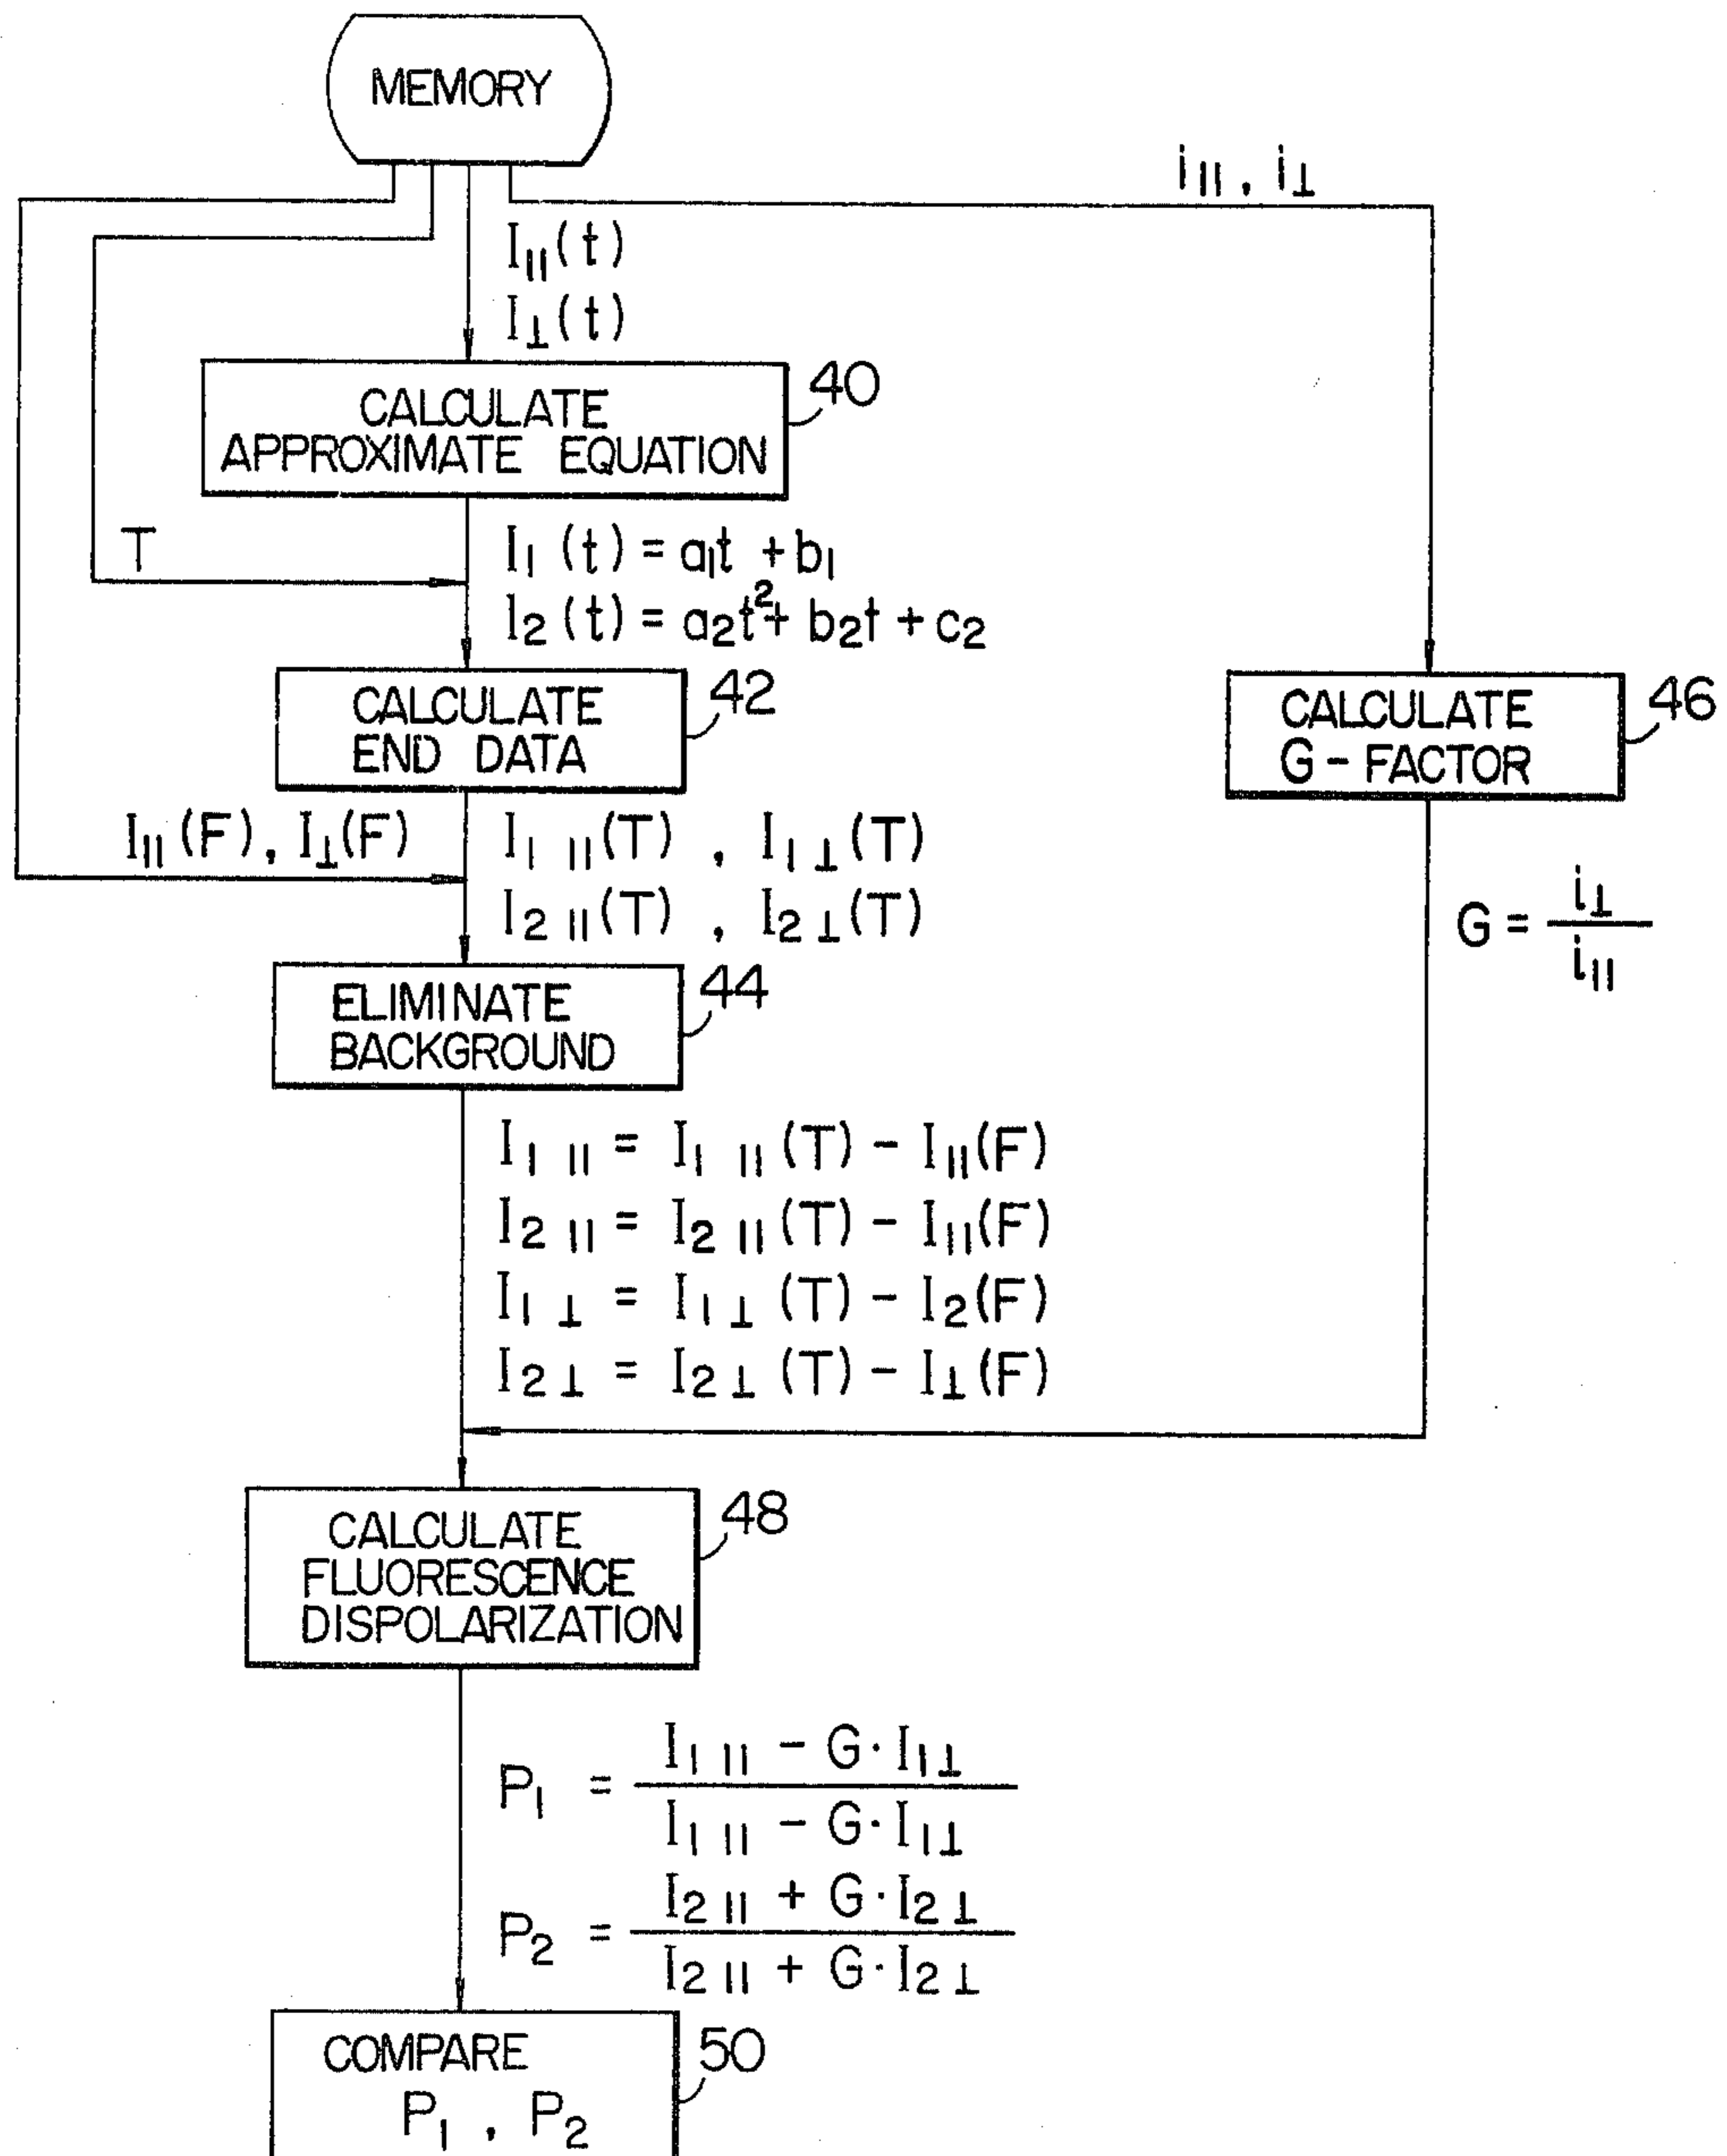 MEMORY
i∥, i⊥
I∥(t)
I⊥(t)
CALCULATE
APPROXIMATE EQUATION
40
T
I₁(t) = a₁t + b₁
I₂(t) = a₂t² + b₂t + c₂
CALCULATE
END DATA
42
CALCULATE
G-FACTOR
46
I∥(F), I⊥(F)
I₁∥(T), I₁⊥(T)
I₂∥(T), I₂⊥(T)
G = i⊥/i∥
ELIMINATE
BACKGROUND
44
I₁∥ = I₁∥(T) - I∥(F)
I₂∥ = I₂∥(T) - I∥(F)
I₁⊥ = I₁⊥(T) - I₂(F)
I₂⊥ = I₂⊥(T) - I⊥(F)
CALCULATE
FLUORESCENCE
DISPOLARIZATION
48
P₁ = (I₁∥ - G·I₁⊥)/(I₁∥ - G·I₁⊥)
P₂ = (I₂∥ + G·I₂⊥)/(I₂∥ + G·I₂⊥)
COMPARE
P₁, P₂
50